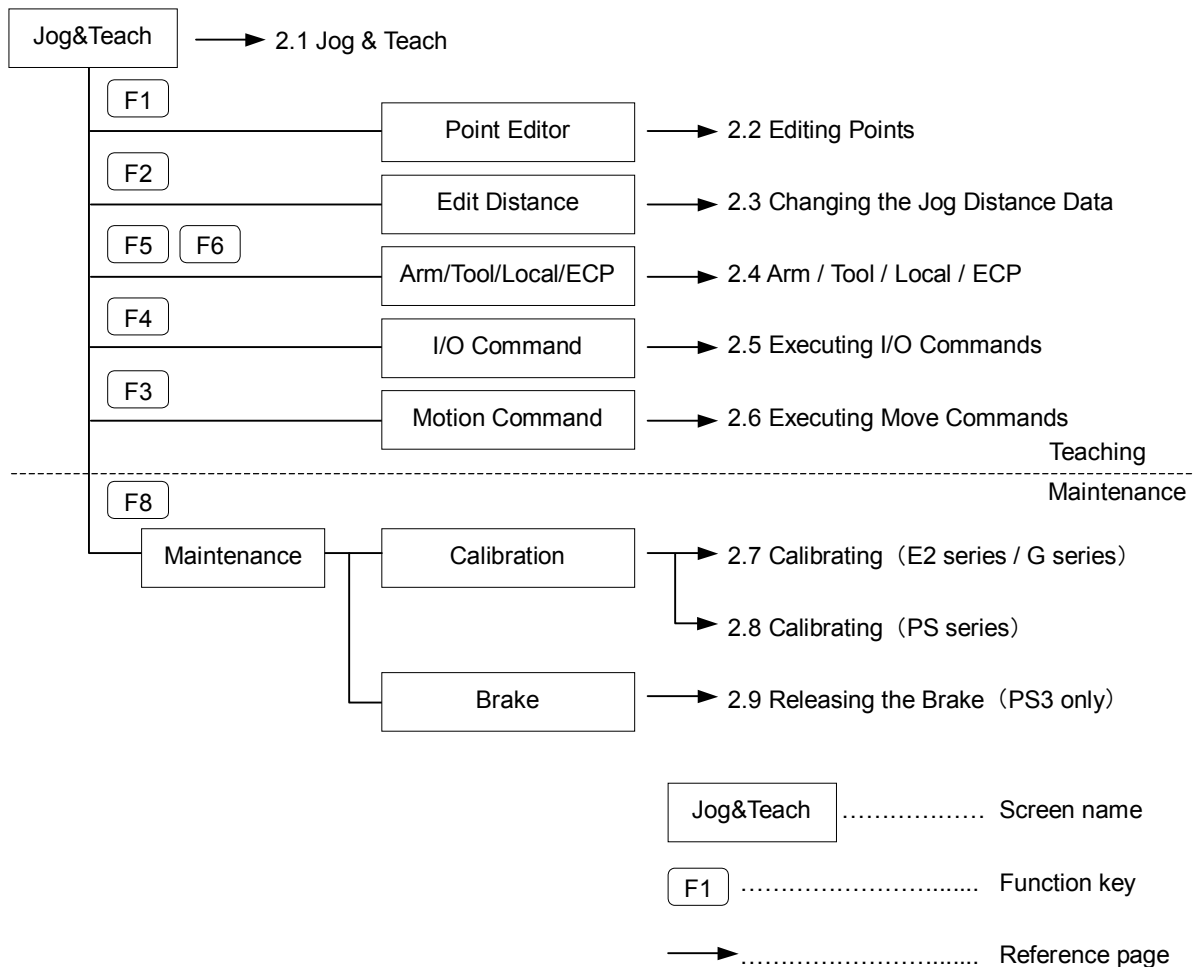 Jog&Teach 2.1 Jog & Teach
F1
Point Editor 2.2 Editing Points
F2
Edit Distance 2.3 Changing the Jog Distance Data
F5 F6
Arm/Tool/Local/ECP 2.4 Arm / Tool / Local / ECP
F4
I/O Command 2.5 Executing I/O Commands
F3
Motion Command 2.6 Executing Move Commands
Teaching
Maintenance
F8
Maintenance Calibration 2.7 Calibrating（E2 series / G series）
2.8 Calibrating（PS series）
Brake 2.9 Releasing the Brake（PS3 only）
Jog&Teach .................. Screen name
F1 ............................... Function key
............................... Reference page